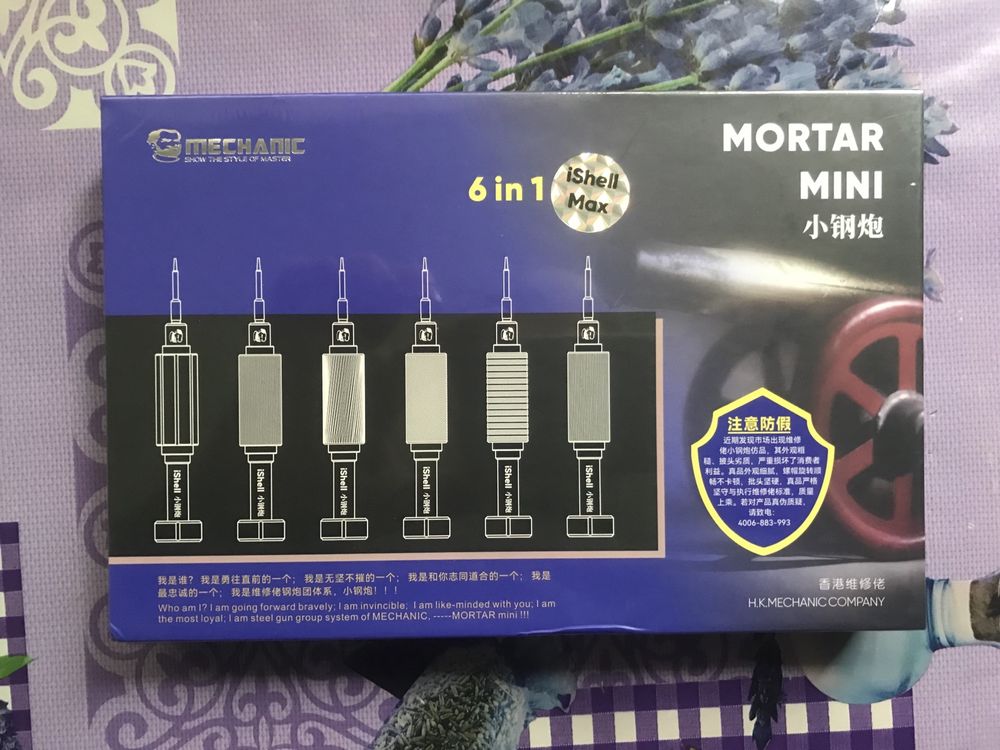 MECHANIC
SHOW THE STYLE OF MASTER
6 in 1
iShell
Max
MORTAR
MINI
小钢炮
iShell 小钢炮
iShell 小钢炮
iShell 小钢炮
iShell 小钢炮
iShell 小钢炮
iShell 小钢炮
注意防假
近期发现市场出现维修
佬小钢炮仿品，其外观粗
糙、披头劣质，严重损坏了消费者
利益。真品外观细腻，螺帽旋转顺
畅不卡顿，批头坚硬，真品严格
坚守与执行维修佬标准，质量
上乘。若对产品真伪质疑，
请致电：
4006-883-993
我是谁？我是勇往直前的一个；我是无坚不摧的一个；我是和你志同道合的一个；我是
最忠诚的一个；我是维修佬钢炮团体系，小钢炮！！！
Who am I? I am going forward bravely; I am invincible; I am like-minded with you; I am
the most loyal; I am steel gun group system of MECHANIC, -----MORTAR mini !!!
香港维修佬
H.K.MECHANIC COMPANY